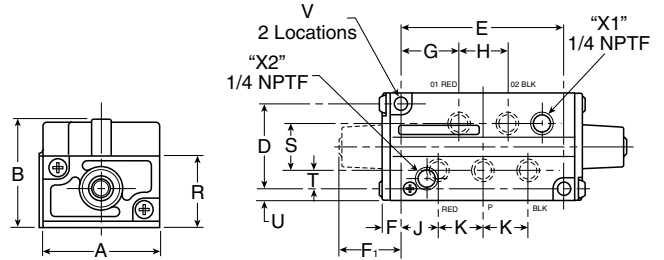 V
2 Locations
E
“X1”
1/4 NPTF
G
H
“X2”
1/4 NPTF
01 RED
02 BLK
B
R
D
S
T
U
A
RED
P
BLK
F
J
K
K
F1